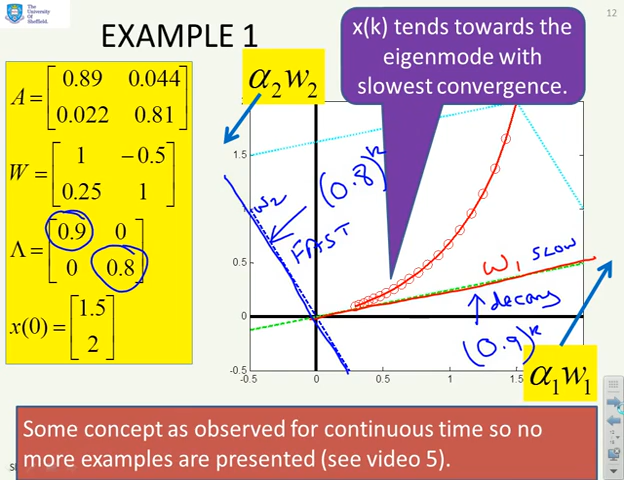 The
University
Of
Sheffield.
12
EXAMPLE 1
x(k) tends towards the
eigenmode with
slowest convergence.
A = [0.89 0.044
0.022 0.81]
W = [1 −0.5
0.25 1]
Λ = [0.9 0
0 0.8]
x(0) = [1.5
2]
α₂w₂
2
1.5
0.5
0
-0.5
-0.5
0
0.5
1
1.5
w₂
(0.8)ᵏ
FAST
w₁ SLOW
decays
(0.9)ᵏ
α₁w₁
Some concept as observed for continuous time so no
more examples are presented (see video 5).